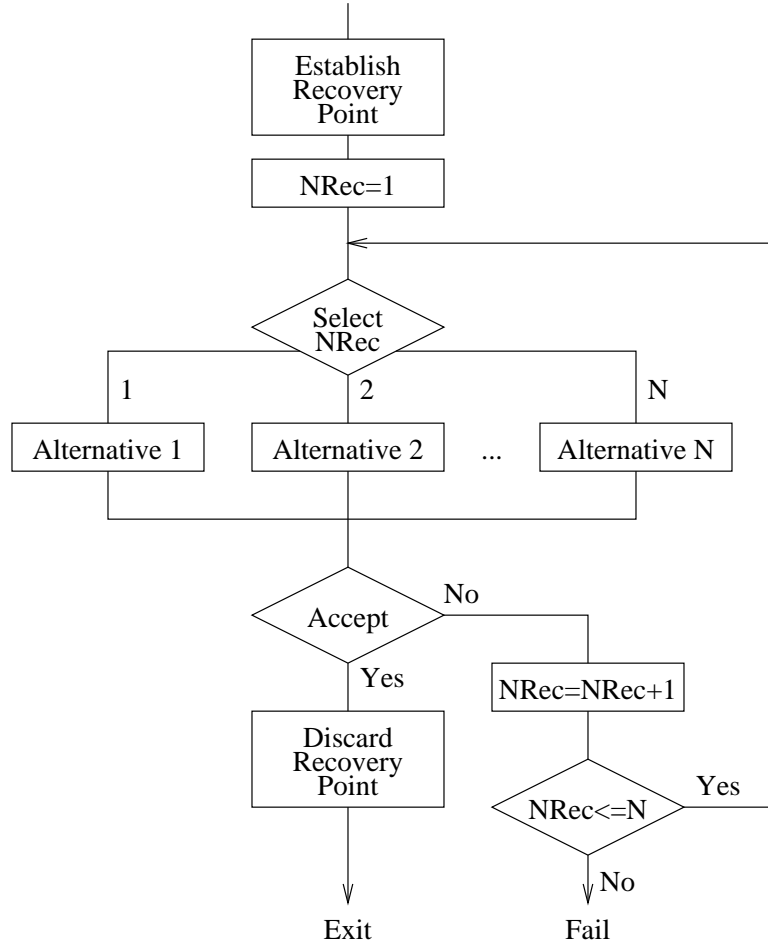 Establish
Recovery
Point
NRec=1
Select
NRec
1
2
N
Alternative 1
Alternative 2
...
Alternative N
Accept
No
Yes
NRec=NRec+1
Discard
Recovery
Point
NRec<=N
Yes
No
Exit
Fail